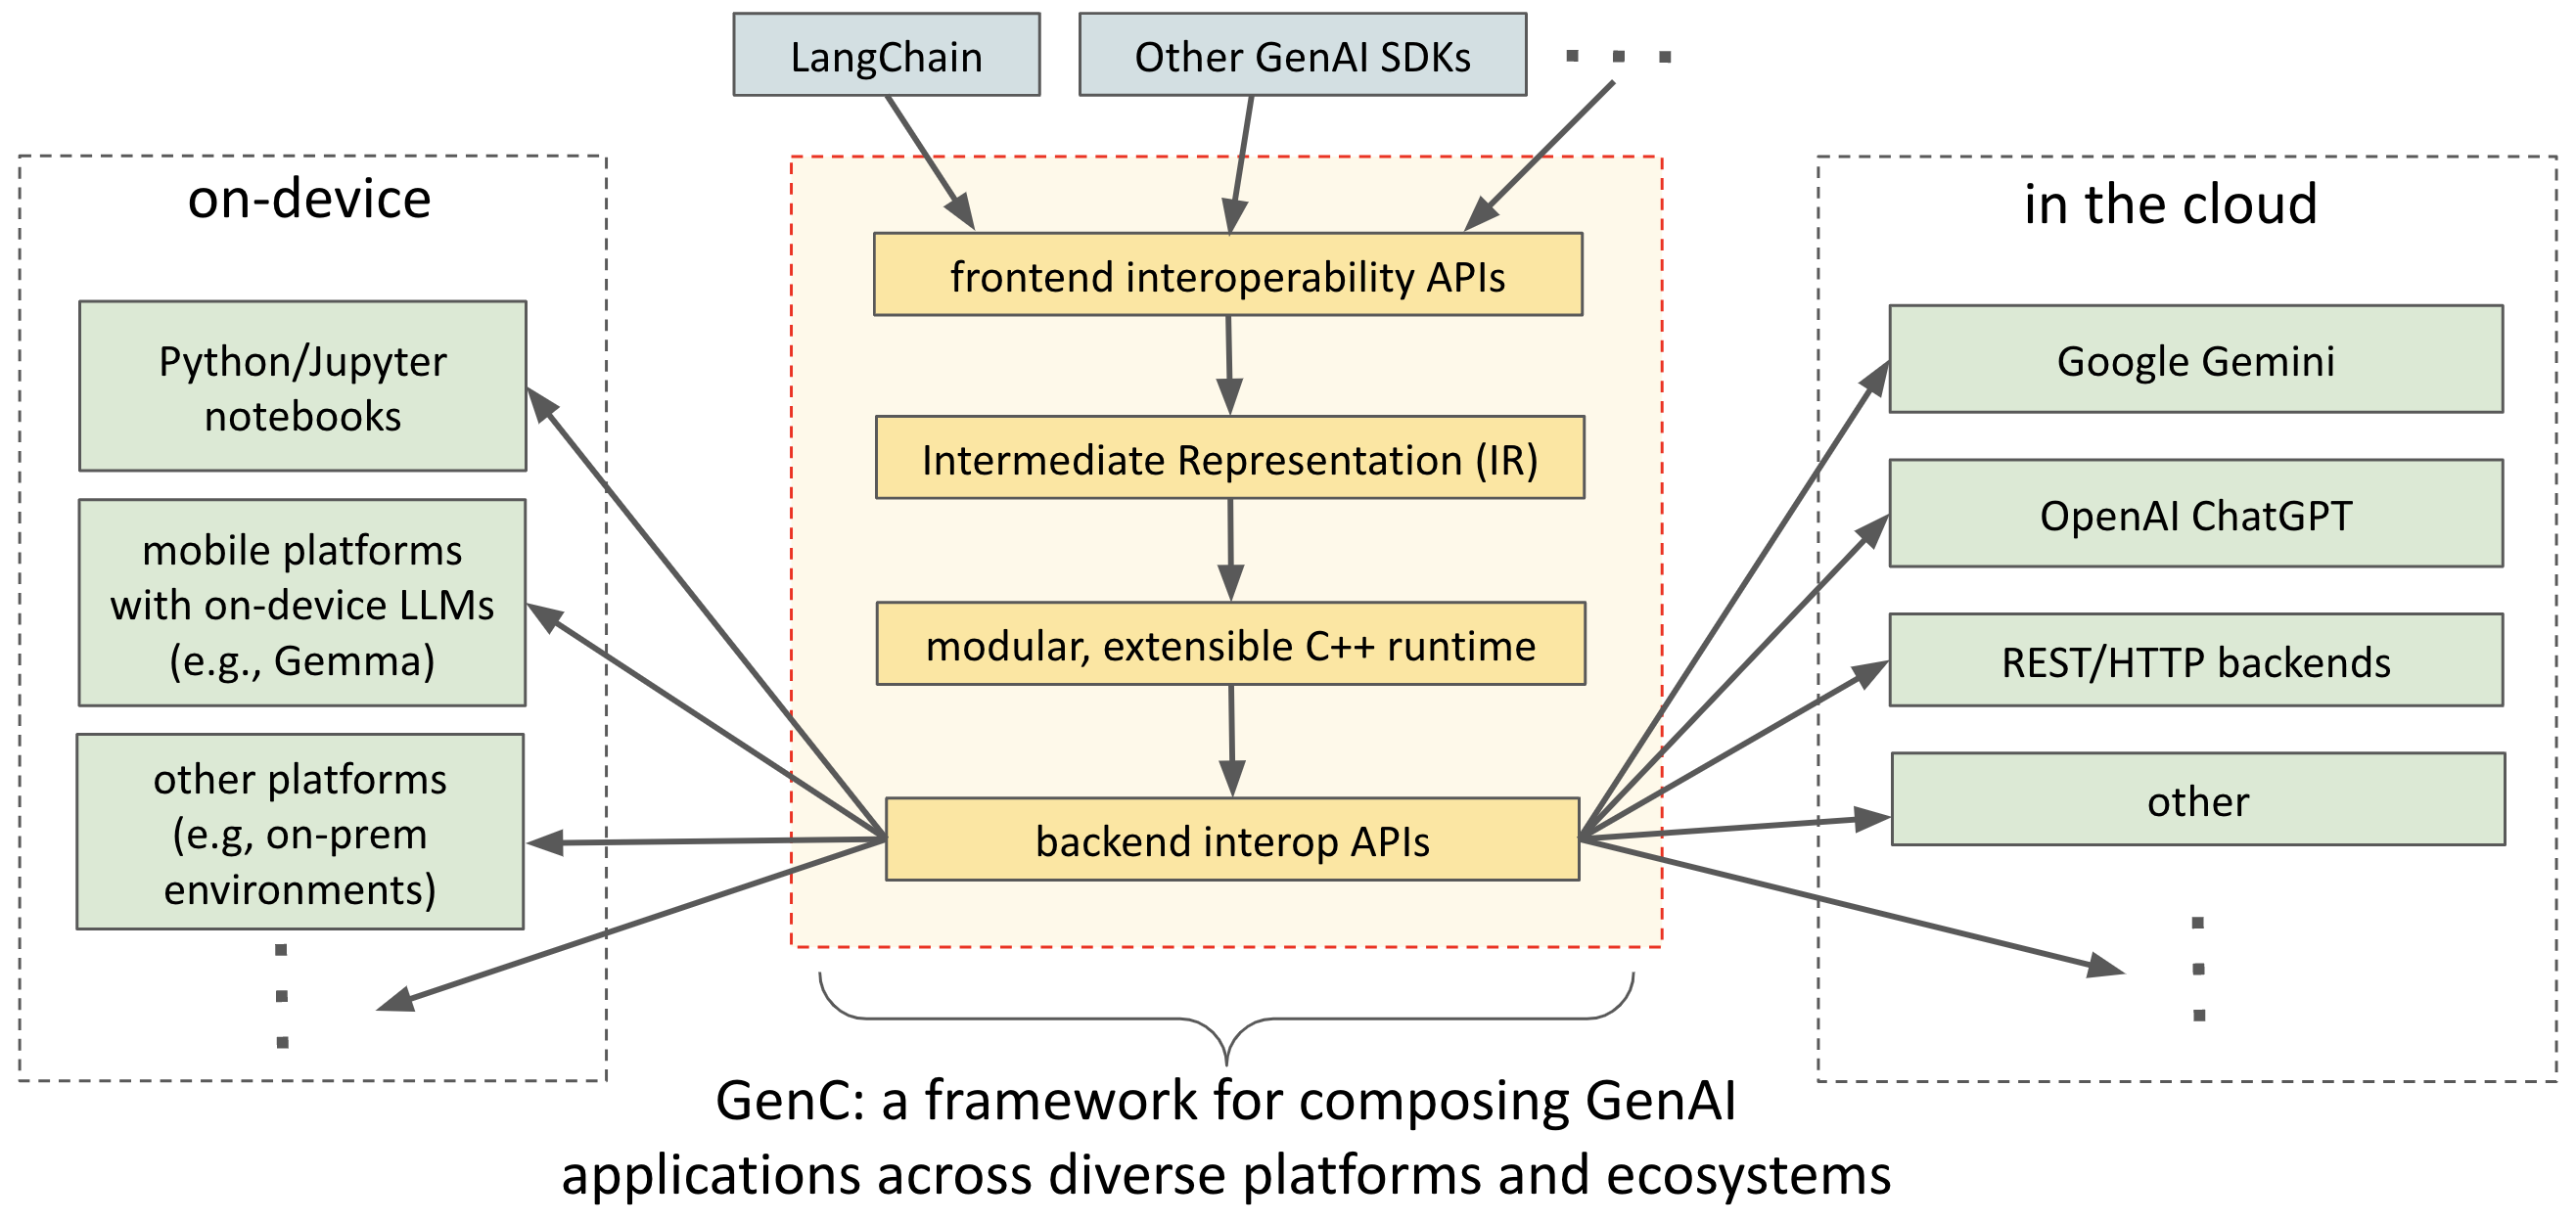 LangChain
Other GenAI SDKs
on-device
Python/Jupyter
notebooks
mobile platforms
with on-device LLMs
(e.g., Gemma)
other platforms
(e.g, on-prem
environments)
frontend interoperability APIs
Intermediate Representation (IR)
modular, extensible C++ runtime
backend interop APIs
in the cloud
Google Gemini
OpenAI ChatGPT
REST/HTTP backends
other
GenC: a framework for composing GenAI
applications across diverse platforms and ecosystems